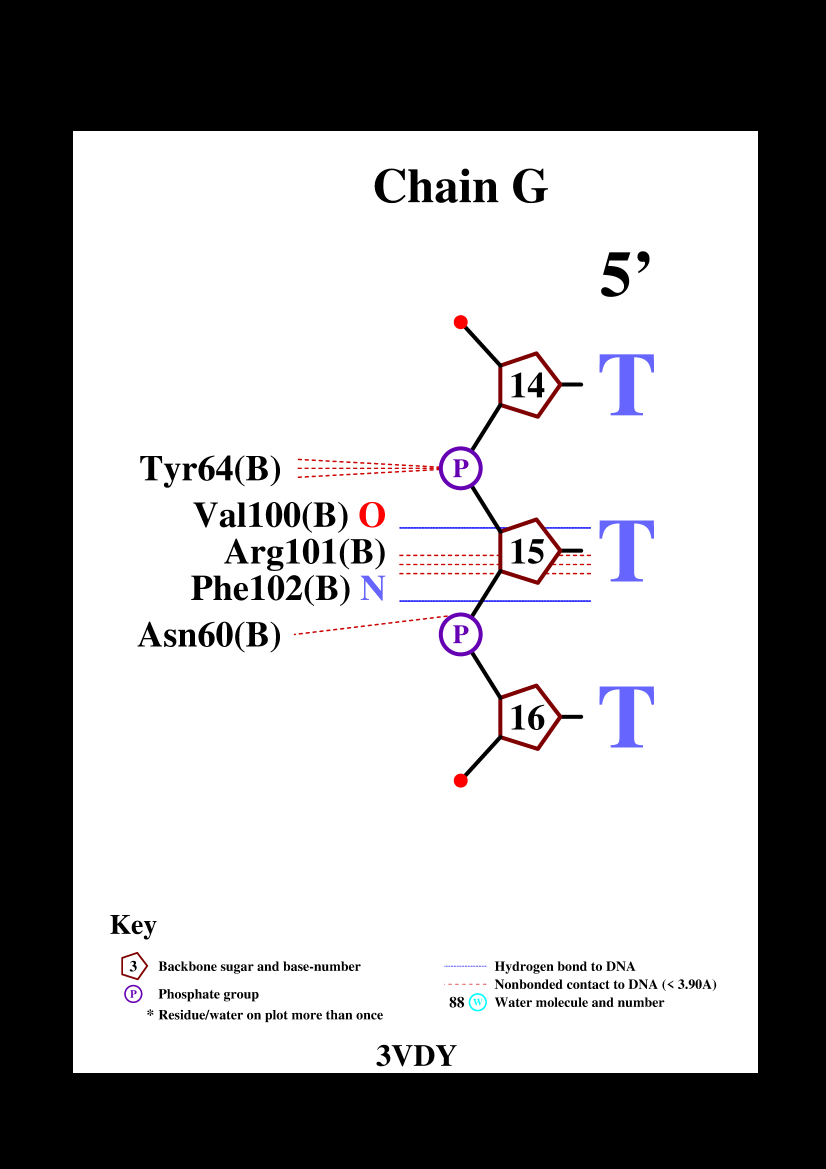 Chain G
5’
14 T
P
Tyr64(B)
Val100(B) O
15 T
Arg101(B)
Phe102(B) N
P
Asn60(B)
16 T
Key
3 Backbone sugar and base-number
P Phosphate group
* Residue/water on plot more than once
Hydrogen bond to DNA
Nonbonded contact to DNA (< 3.90A)
88 W Water molecule and number
3VDY